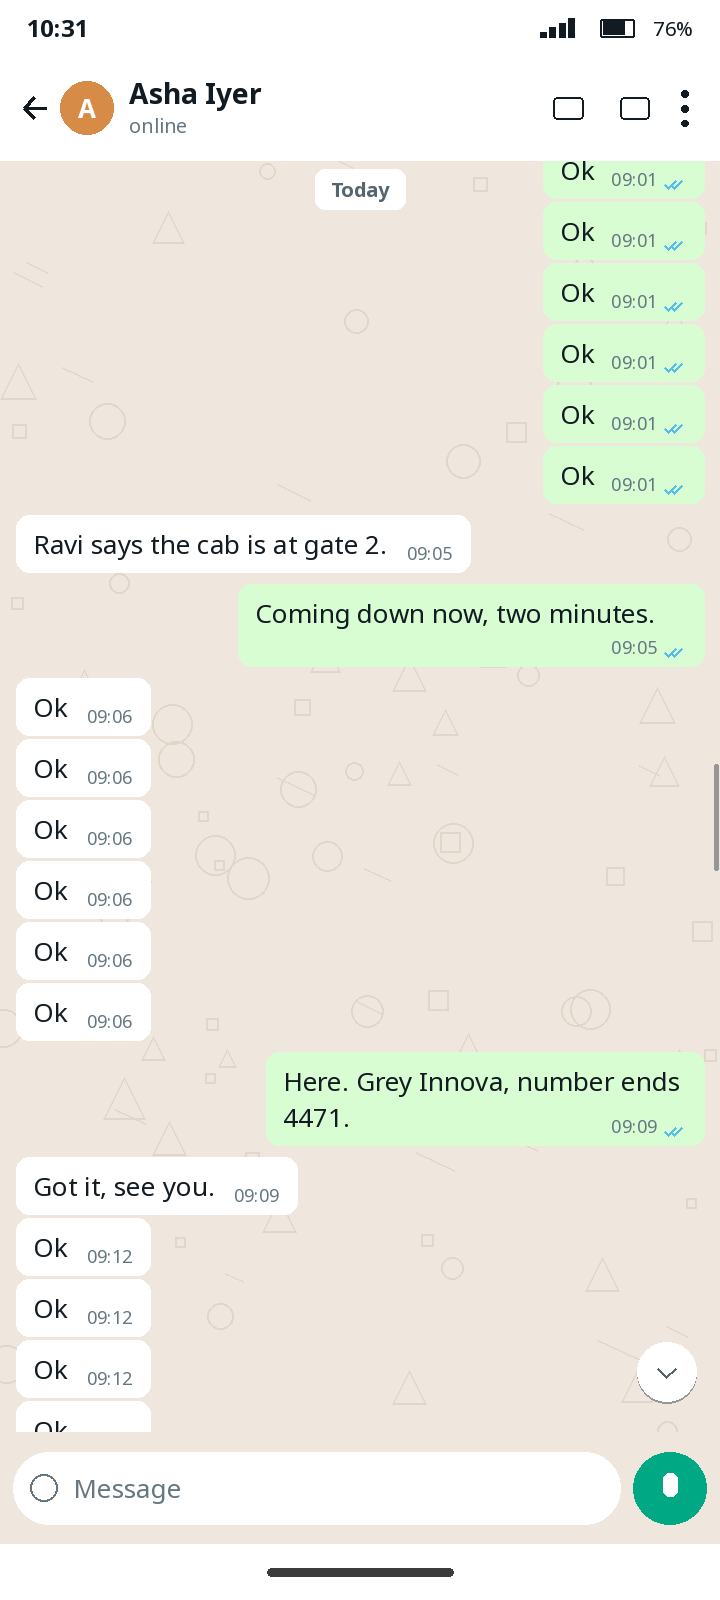 10:31
76%
A
Asha Iyer
online
Today
Ok 09:01
Ok 09:01
Ok 09:01
Ok 09:01
Ok 09:01
Ok 09:01
Ravi says the cab is at gate 2. 09:05
Coming down now, two minutes.
09:05
Ok 09:06
Ok 09:06
Ok 09:06
Ok 09:06
Ok 09:06
Ok 09:06
Here. Grey Innova, number ends
4471. 09:09
Got it, see you. 09:09
Ok 09:12
Ok 09:12
Ok 09:12
Ok
Message